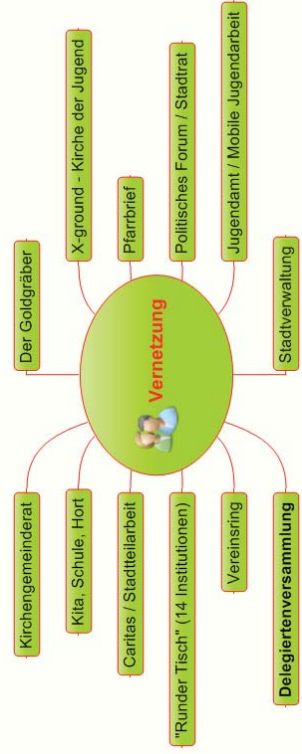 Vernetzung
Der Goldgräber
X-ground - Kirche der Jugend
Pfarrbrief
Politisches Forum / Stadtrat
Jugendamt / Mobile Jugendarbeit
Stadtverwaltung
Kirchengemeinderat
Kita, Schule, Hort
Caritas / Stadtteilarbeit
"Runder Tisch" (14 Institutionen)
Vereinsring
Delegiertenversammlung